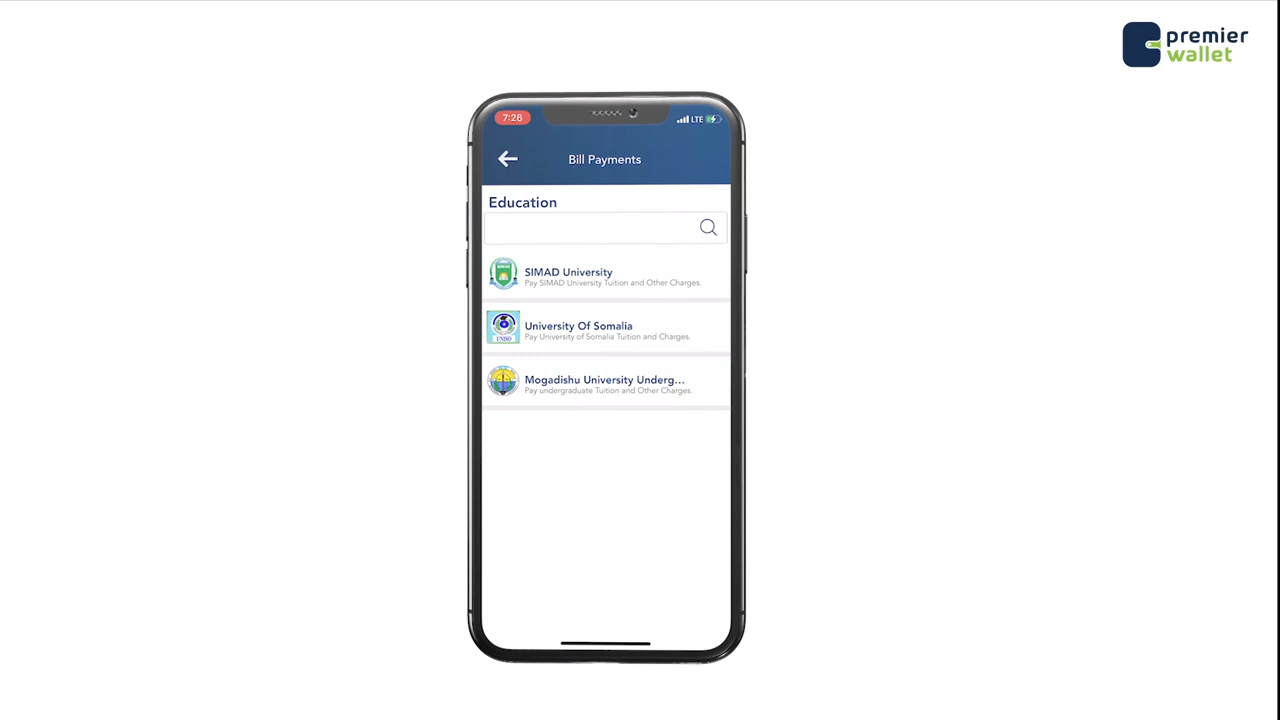 premier
wallet
7:26
LTE
Bill Payments
Education
SIMAD University
Pay SIMAD University Tuition and Other Charges.
University Of Somalia
Pay University of Somalia Tuition and Charges.
UNISO
Mogadishu University Underg...
Pay undergraduate Tuition and Other Charges.